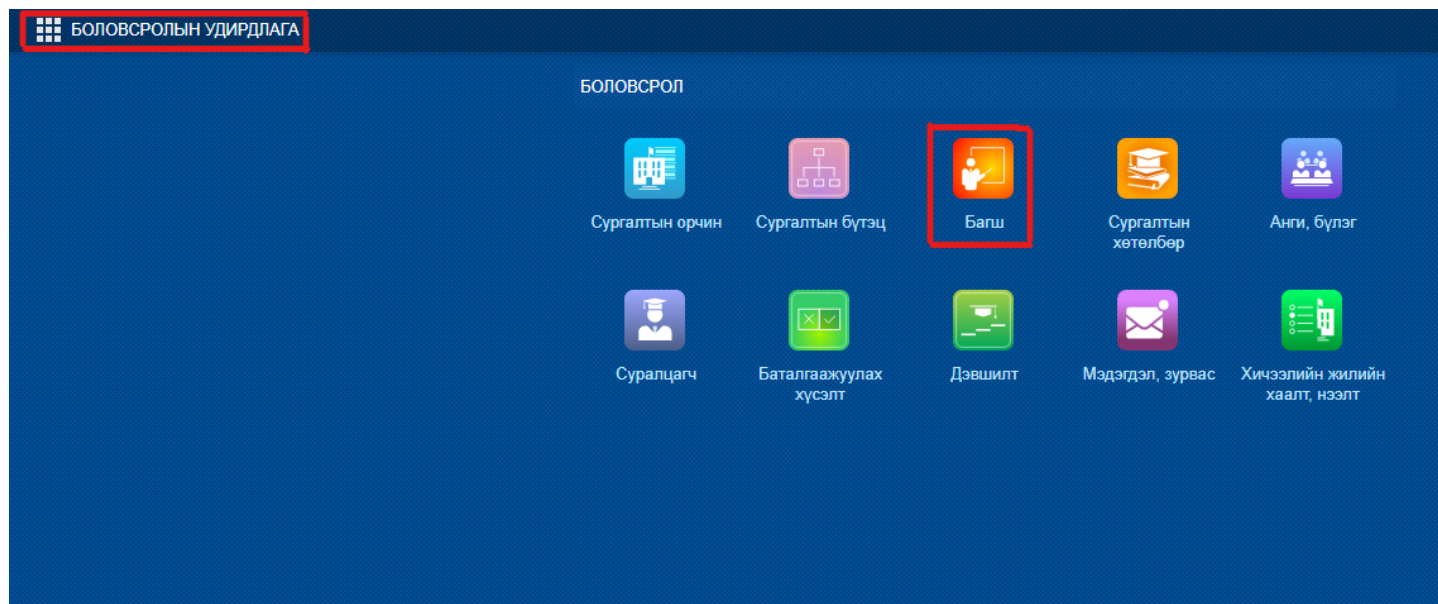 БОЛОВСРОЛЫН УДИРДЛАГА
БОЛОВСРОЛ
Сургалтын орчин
Сургалтын бүтэц
Багш
Сургалтын
хөтөлбөр
Анги, бүлэг
Суралцагч
Баталгаажуулах
хүсэлт
Дэвшилт
Мэдэгдэл, зурвас
Хичээлийн жилийн
хаалт, нээлт